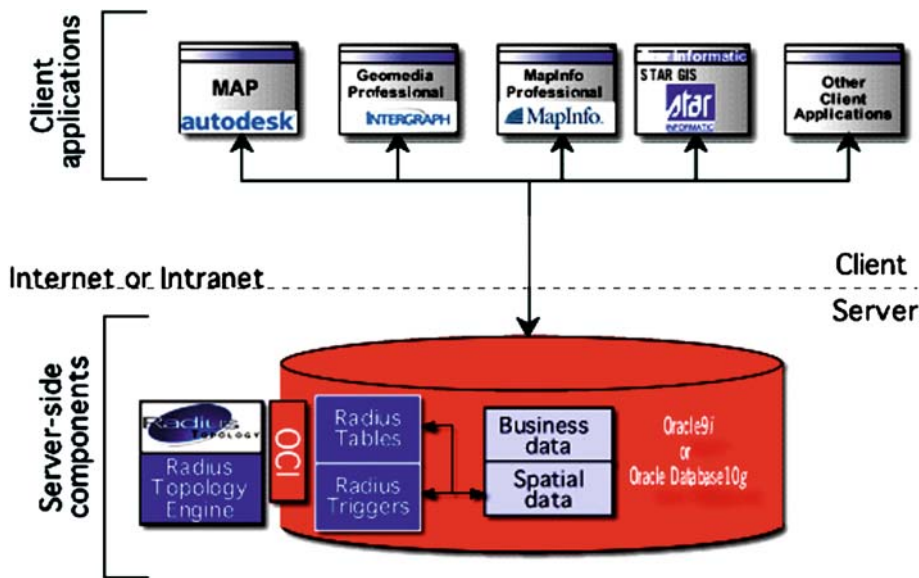 Client
applications
MAP
autodesk
Geomedia
Professional
INTERGRAPH
MapInfo
Professional
MapInfo.
Star Informatic
STAR GIS
star
INFORMATIC
Other
Client
Applications
Internet or Intranet
Client
Server
Server-side
components
Radius
TOPOLOGY
Radius
Topology
Engine
OCI
Radius
Tables
Radius
Triggers
Business
data
Spatial
data
Oracle9i
or
Oracle Database10g